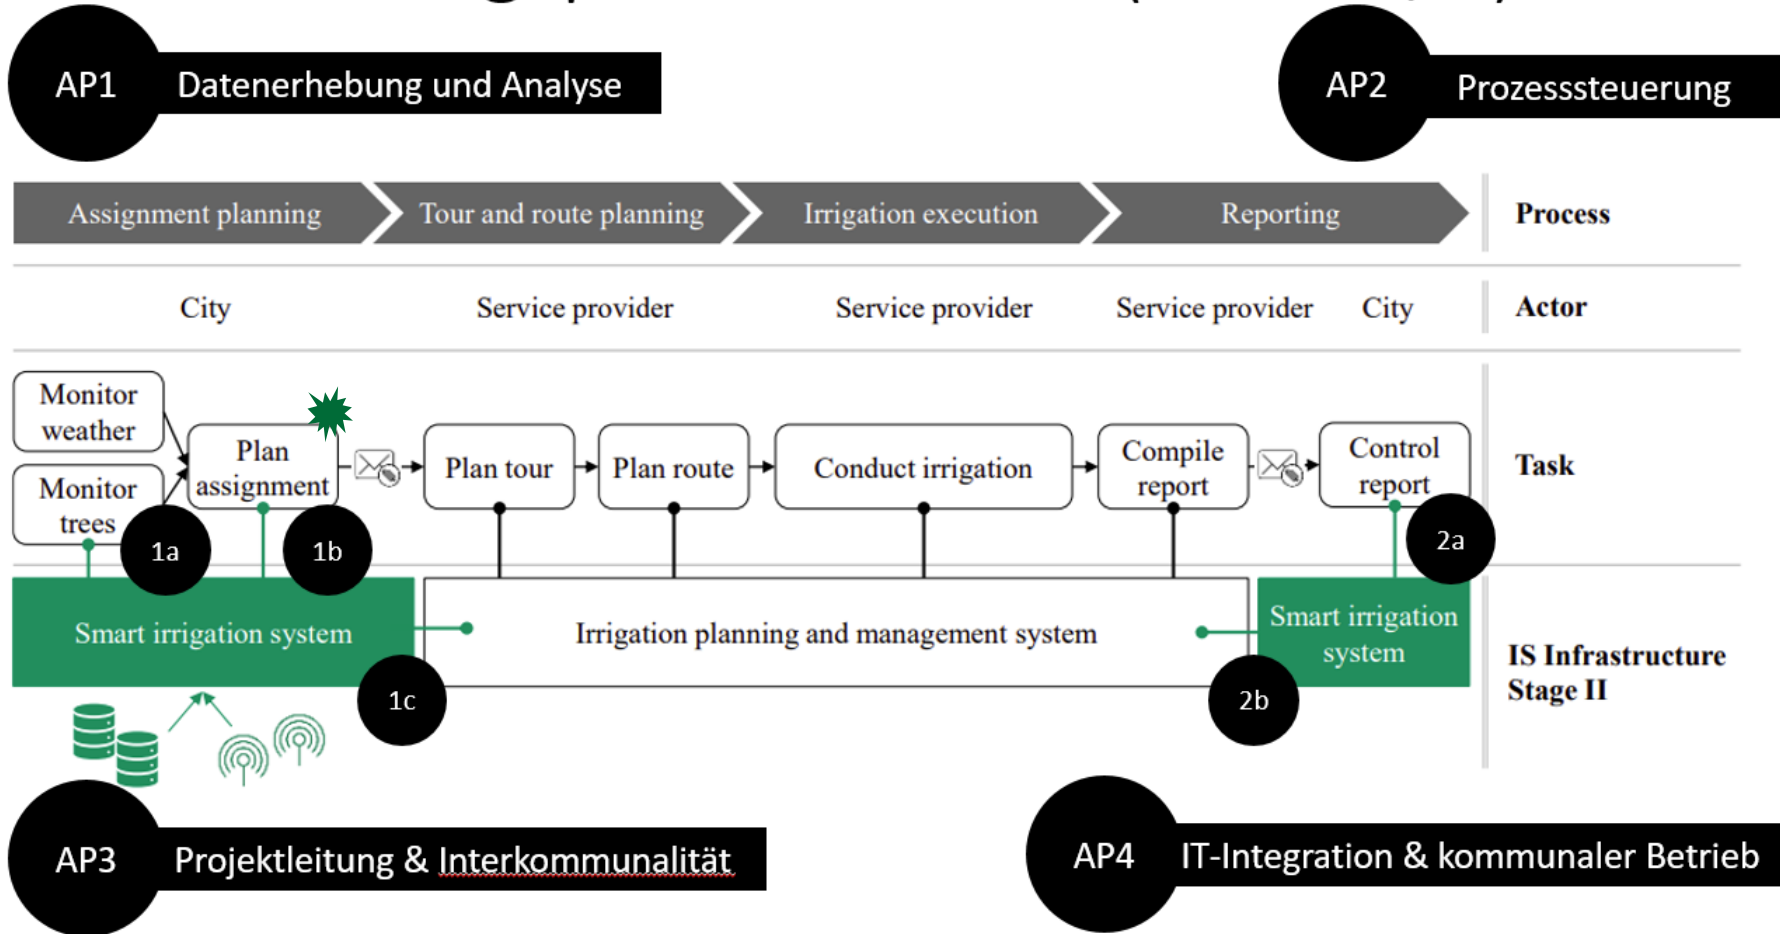 AP1
Datenerhebung und Analyse
AP2
Prozesssteuerung
Assignment planning
Tour and route planning
Irrigation execution
Reporting
Process
City
Service provider
Service provider
Service provider
City
Actor
Monitor
weather
Monitor
trees
Plan
assignment
Plan tour
Plan route
Conduct irrigation
Compile
report
Control
report
Task
1a
1b
2a
Smart irrigation system
Irrigation planning and management system
Smart irrigation
system
IS Infrastructure
Stage II
1c
2b
AP3
Projektleitung & Interkommunalität
AP4
IT-Integration & kommunaler Betrieb